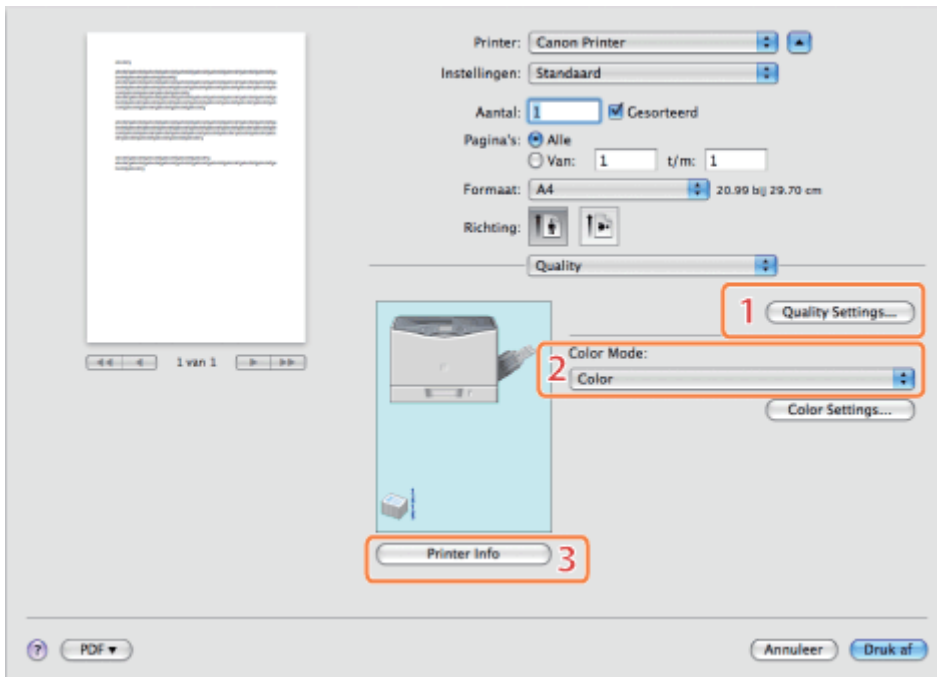 Printer: Canon Printer
Instellingen: Standaard
Aantal: 1 Gesorteerd
Pagina's: Alle
Van: 1 t/m: 1
Formaat: A4 20.99 bij 29.70 cm
Richting:
Quality
1 Quality Settings...
1 van 1
2 Color Mode:
Color
Color Settings...
Printer Info 3
? PDF Annuleer Druk af